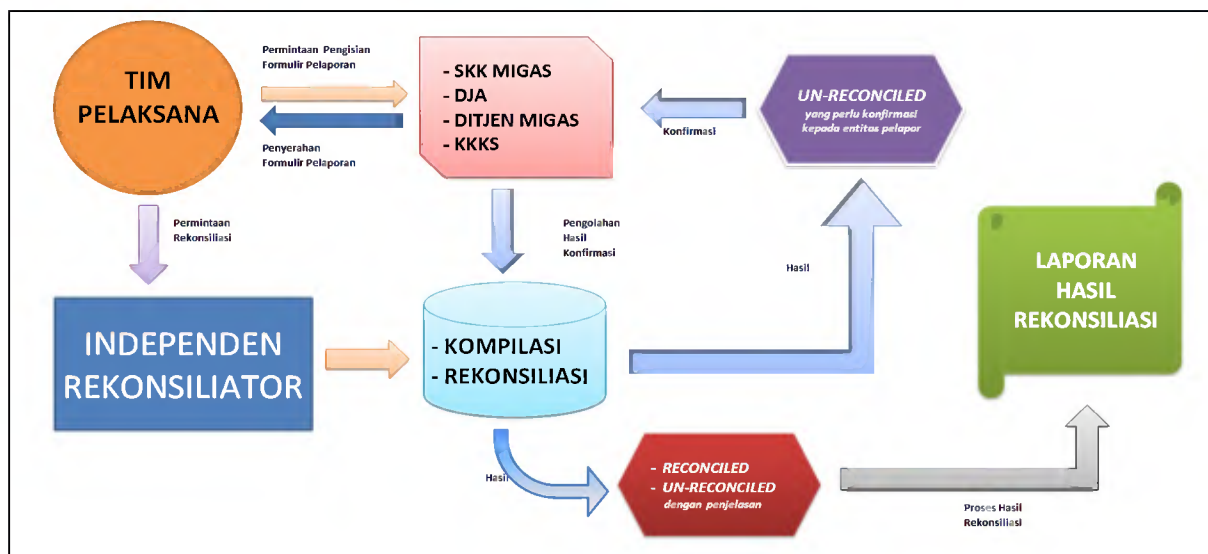 TIM
PELAKSANA
Permintaan Pengisian
Formulir Pelaporan
Penyerahan
Formulir Pelaporan
- SKK MIGAS
- DJA
- DITJEN MIGAS
- KKKS
Konfirmasi
UN-RECONCILED
yang perlu konfirmasi
kepada entitas pelapor
Permintaan
Rekonsiliasi
Pengolahan
Hasil
Konfirmasi
Hasil
LAPORAN
HASIL
REKONSILIASI
INDEPENDEN
REKONSILIATOR
- KOMPILASI
- REKONSILIASI
Hasil
- RECONCILED
- UN-RECONCILED
dengan penjelasan
Proses Hasil
Rekonsiliasi